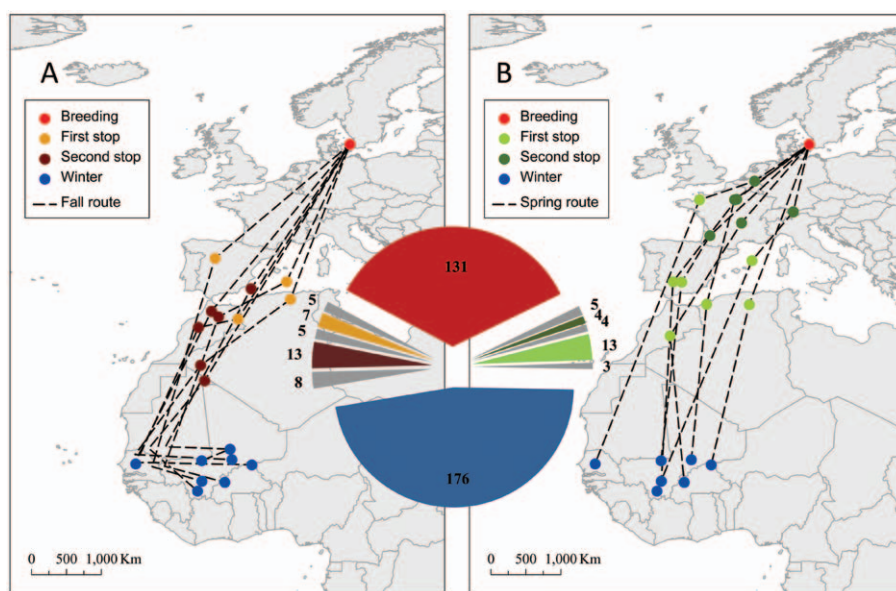 A
Breeding
First stop
Second stop
Winter
Fall route
0 500 1,000 Km
B
Breeding
First stop
Second stop
Winter
Spring route
0 500 1,000 Km
131
5
7
5
13
8
5
4
4
13
3
176